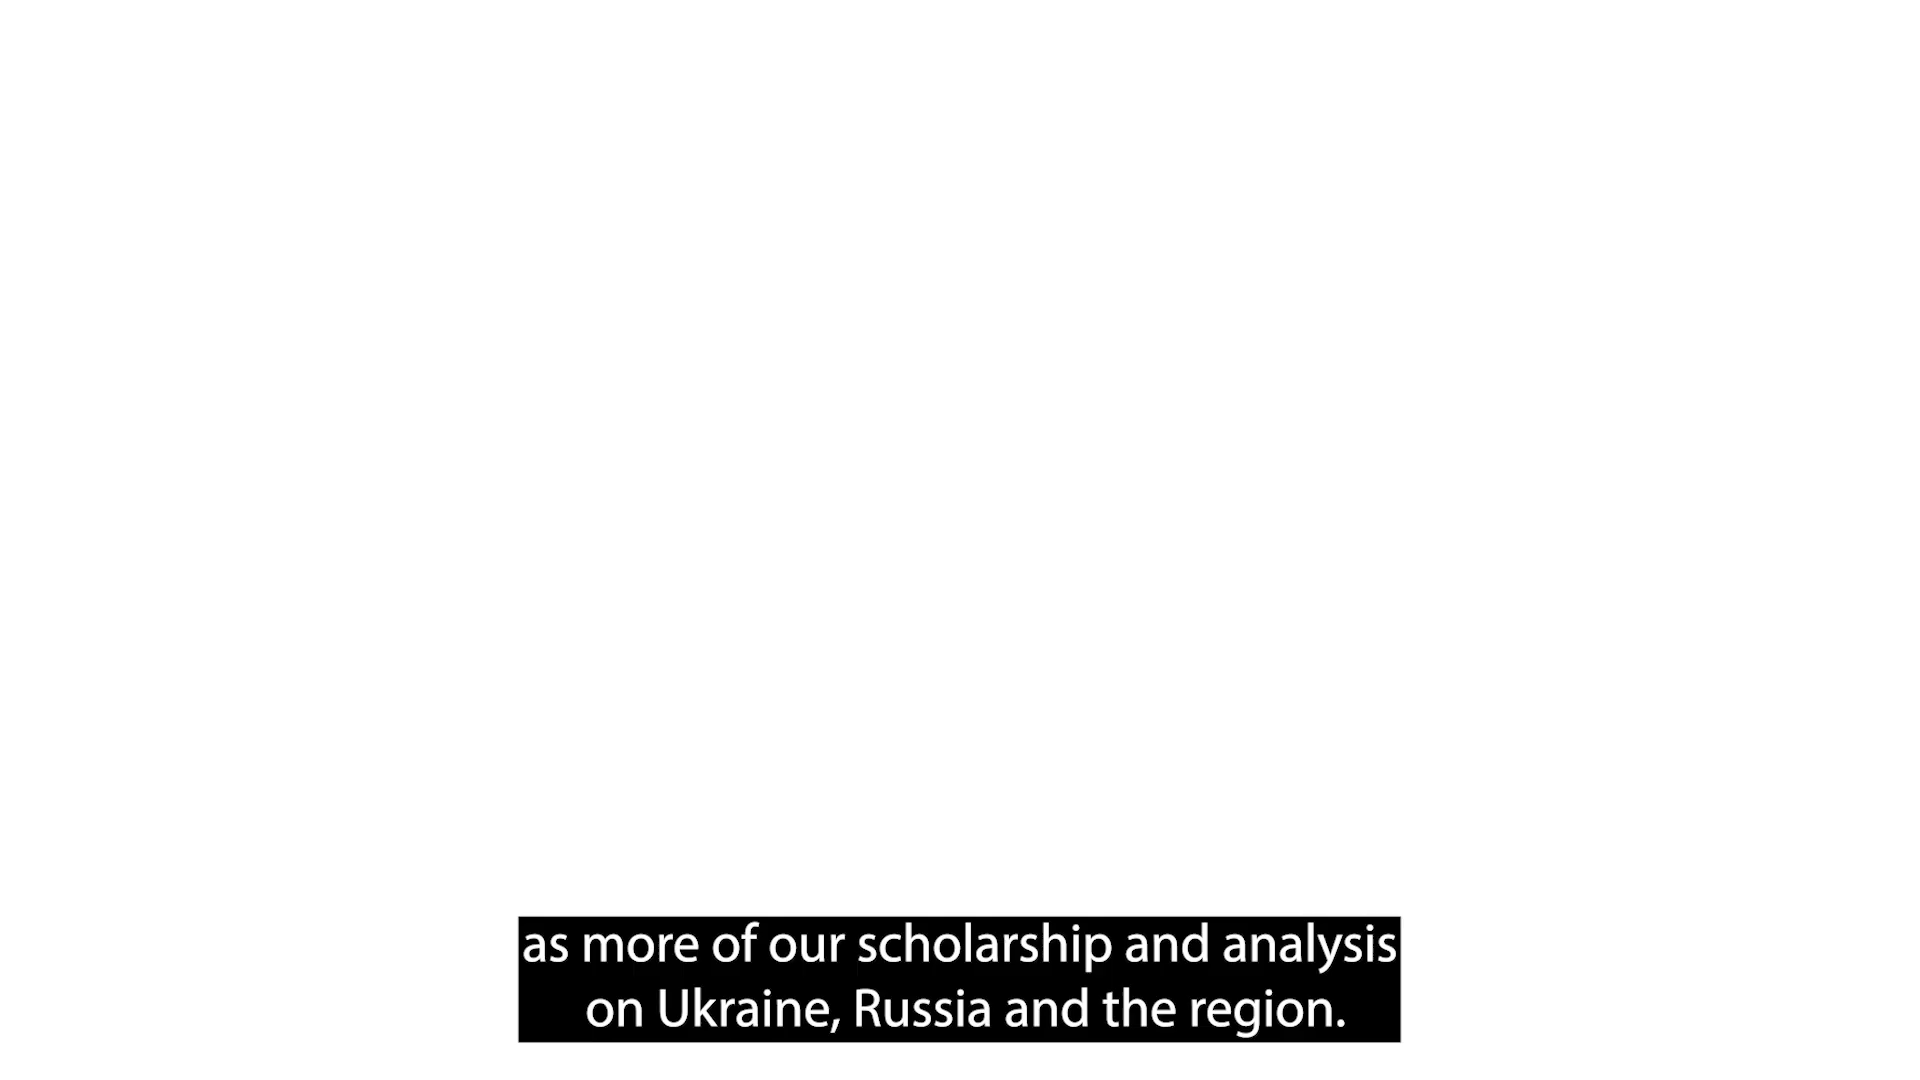 as more of our scholarship and analysis
on Ukraine, Russia and the region.